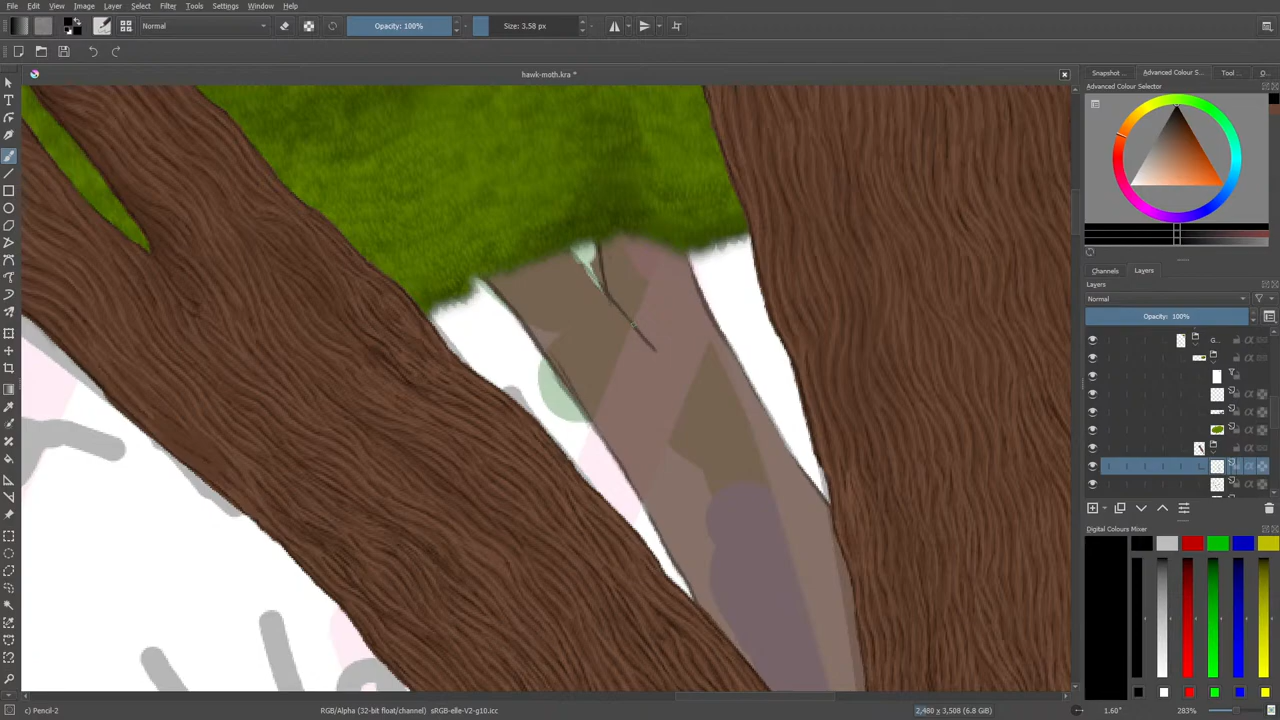 File Edit View Image Layer Select Filter Tools Settings Window Help
Normal Opacity: 100% Size: 3.58 px
hawk-moth.kra *
Snapshot... Advanced Colour S... Tool... O...
Advanced Colour Selector
Channels Layers
Layers
Normal
Opacity: 100%
G...
Digital Colours Mixer
c) Pencil-2 RGB/Alpha (32-bit float/channel) sRGB-elle-V2-g10.icc 2,480 x 3,508 (6.8 GiB) 1.60° 283%